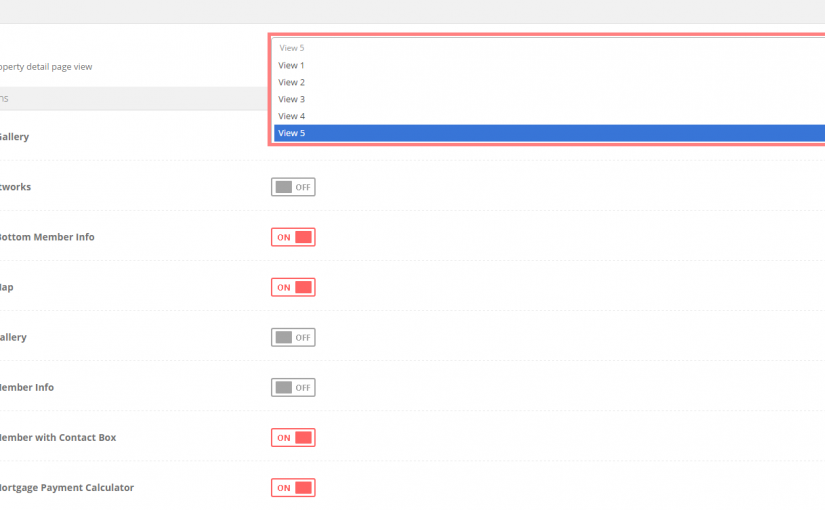 View 5
View 1
operty detail page view
View 2
ns
View 3
View 4
View 5
Gallery
tworks
OFF
Bottom Member Info
ON
Map
ON
allery
OFF
Member Info
OFF
Member with Contact Box
ON
Mortgage Payment Calculator
ON